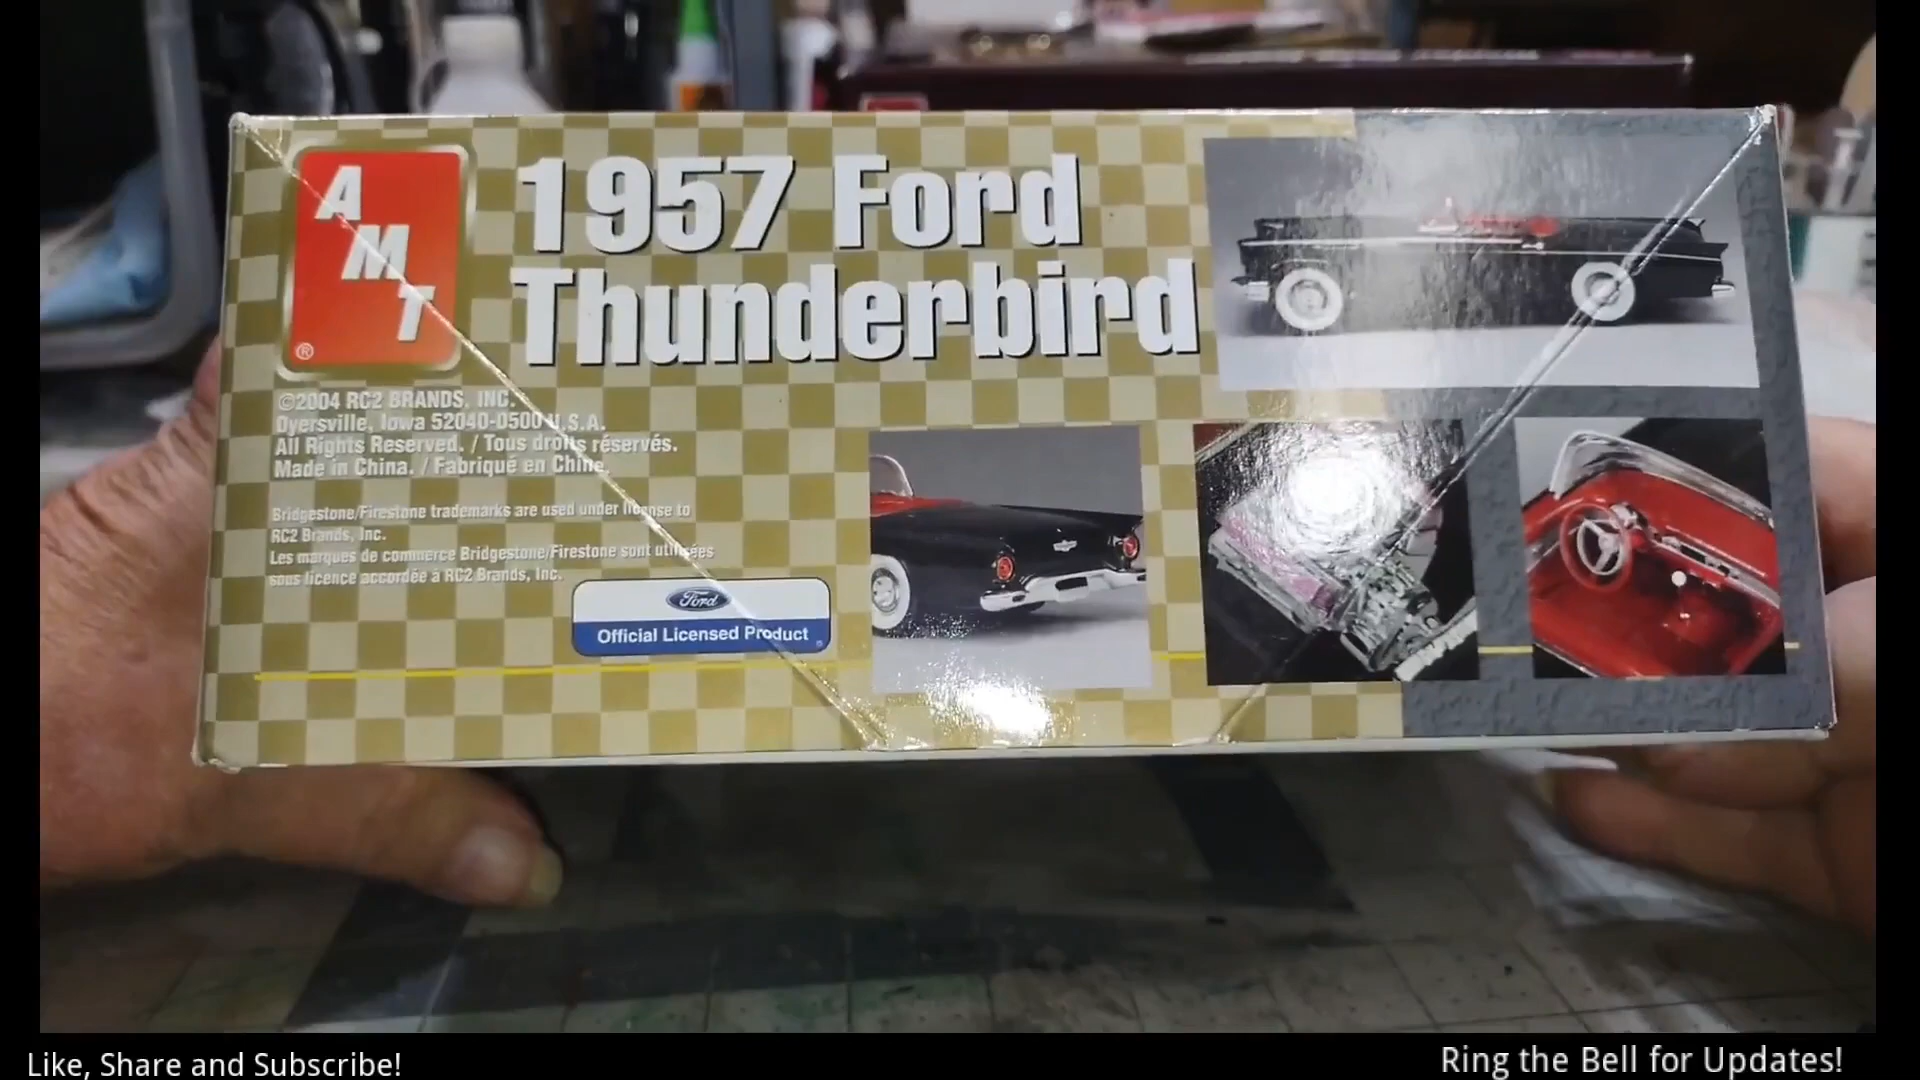 AMT
®
1957 Ford
Thunderbird
©2004 RC2 BRANDS, INC.
Dyersville, Iowa 52040-0500 U.S.A.
All Rights Reserved. / Tous droits réservés.
Made in China. / Fabriqué en Chine.
Bridgestone/Firestone trademarks are used under license to
RC2 Brands, Inc.
Les marques de commerce Bridgestone/Firestone sont utilisées
sous licence accordée à RC2 Brands, Inc.
Ford
Official Licensed Product
Like, Share and Subscribe!
Ring the Bell for Updates!